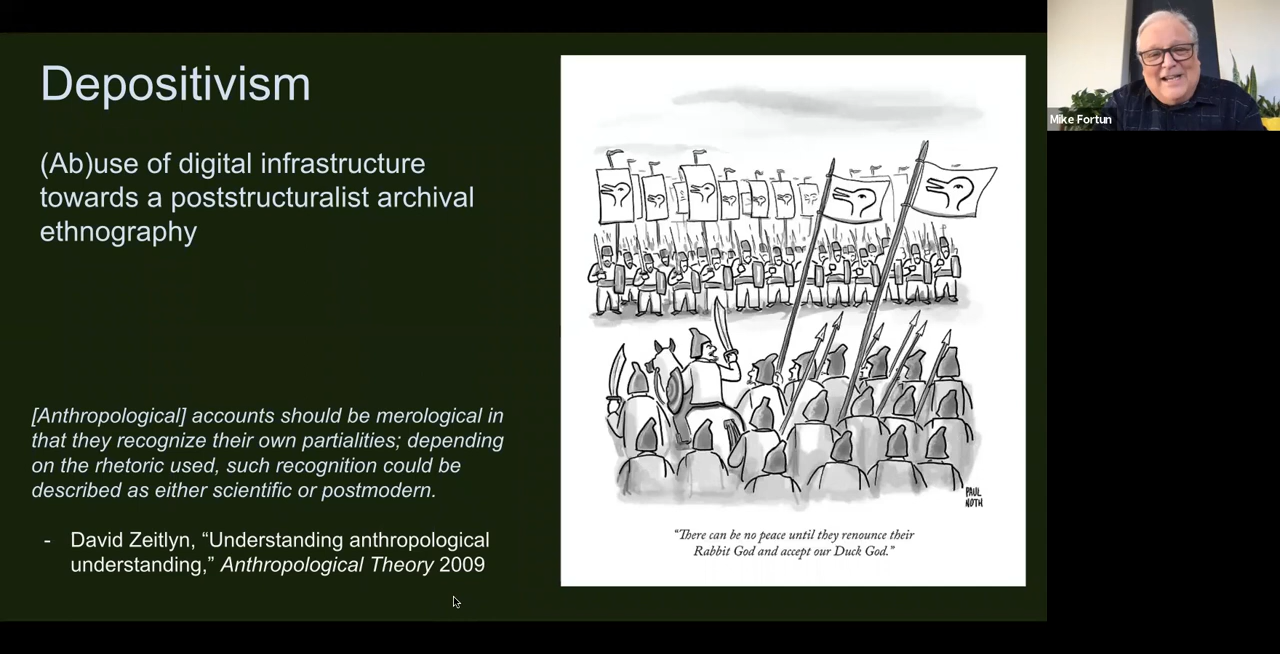 Depositivism
(Ab)use of digital infrastructure
towards a poststructuralist archival
ethnography
[Anthropological] accounts should be merological in
that they recognize their own partialities; depending
on the rhetoric used, such recognition could be
described as either scientific or postmodern.
- David Zeitlyn, “Understanding anthropological
understanding,” Anthropological Theory 2009
PAUL
NOTH
“There can be no peace until they renounce their
Rabbit God and accept our Duck God.”
Mike Fortun